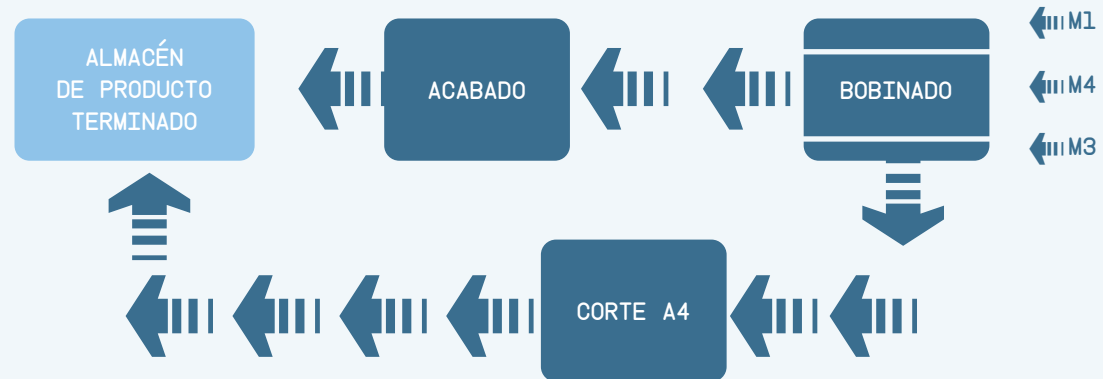 ALMACÉN
DE PRODUCTO
TERMINADO
ACABADO
BOBINADO
M1
M4
M3
CORTE A4